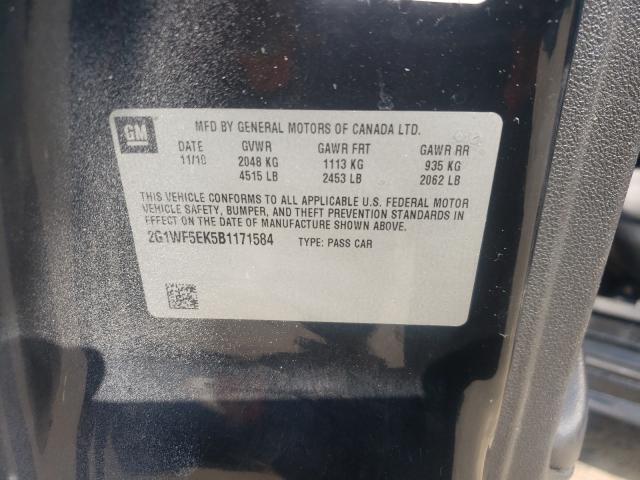 GM
MFD BY GENERAL MOTORS OF CANADA LTD.
DATE GVWR GAWR FRT GAWR RR
11/10 2048 KG 1113 KG 935 KG
4515 LB 2453 LB 2062 LB
THIS VEHICLE CONFORMS TO ALL APPLICABLE U.S. FEDERAL MOTOR
VEHICLE SAFETY, BUMPER, AND THEFT PREVENTION STANDARDS IN
EFFECT ON THE DATE OF MANUFACTURE SHOWN ABOVE.
2G1WF5EK5B1171584 TYPE: PASS CAR